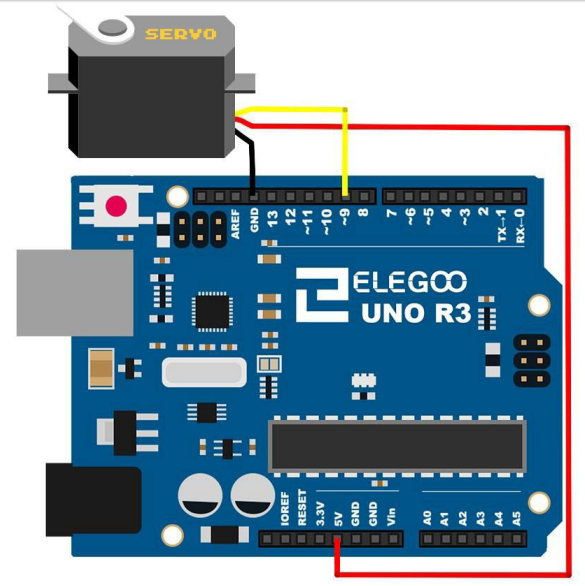 SERVO
AREF
GND
13
12
~11
~10
~9
8
7
~6
~5
4
~3
2
TX→1
RX←0
ELEGOO
UNO R3
IOREF
RESET
3.3V
5V
GND
GND
Vin
A0
A1
A2
A3
A4
A5